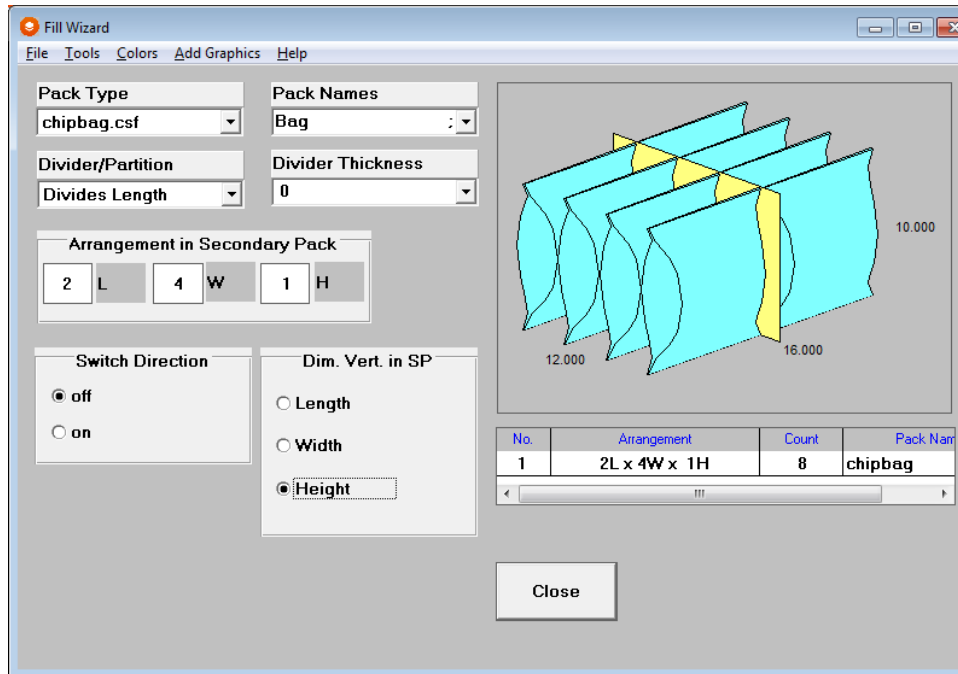 Fill Wizard
File Tools Colors Add Graphics Help
Pack Type
chipbag.csf
Pack Names
Bag ;
Divider/Partition
Divides Length
Divider Thickness
0
Arrangement in Secondary Pack
2 L 4 W 1 H
Switch Direction
off
on
Dim. Vert. in SP
Length
Width
Height
10.000
16.000
12.000
No. Arrangement Count Pack Nam
1 2L x 4W x 1H 8 chipbag
Close